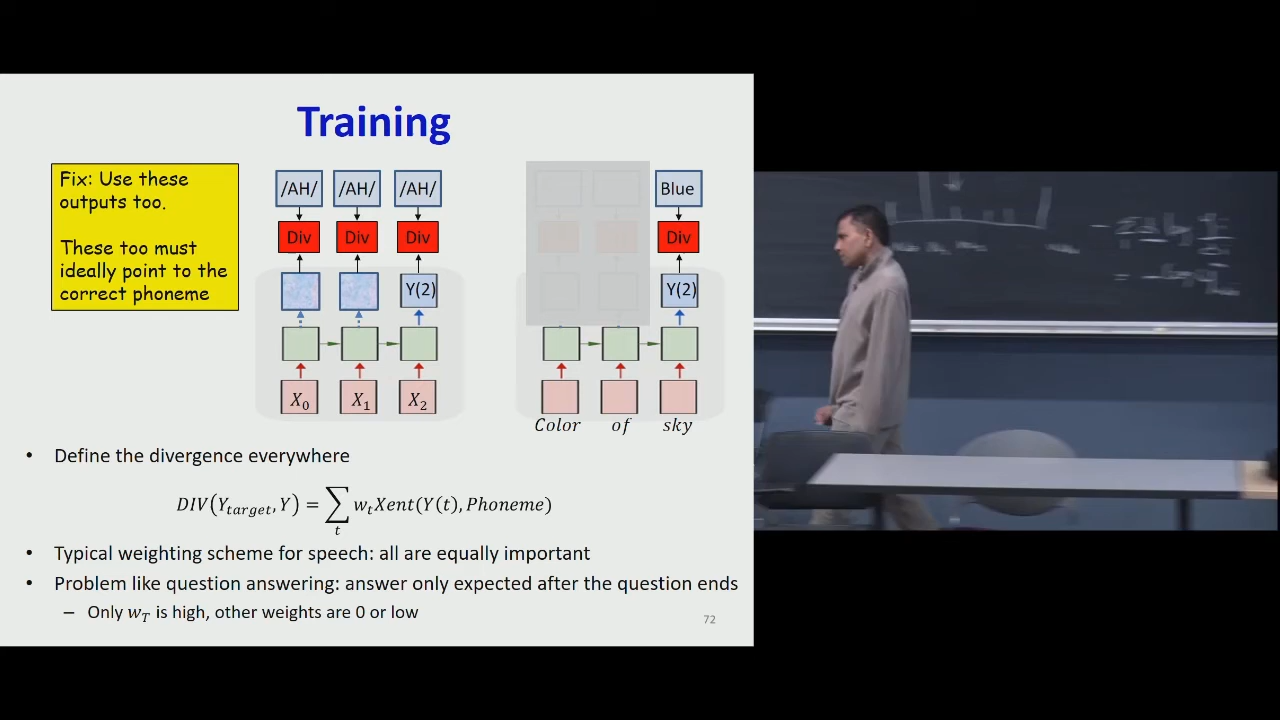 Training
Fix: Use these
outputs too.
These too must
ideally point to the
correct phoneme
/AH/ /AH/ /AH/
Div Div Div
Y(2)
X₀ X₁ X₂
Blue
Div
Y(2)
Color of sky
• Define the divergence everywhere
DIV(Y_target, Y) = ∑_t w_t Xent(Y(t), Phoneme)
• Typical weighting scheme for speech: all are equally important
• Problem like question answering: answer only expected after the question ends
– Only w_T is high, other weights are 0 or low
72